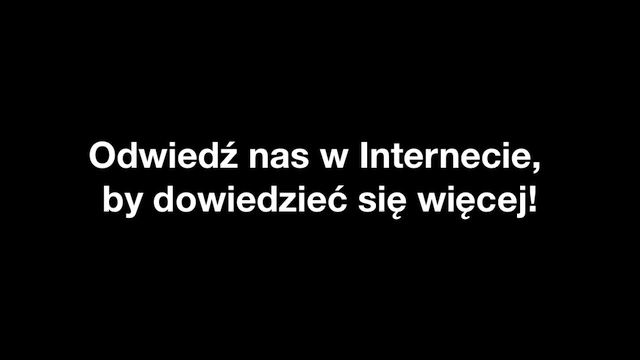 Odwiedź nas w Internecie,
by dowiedzieć się więcej!